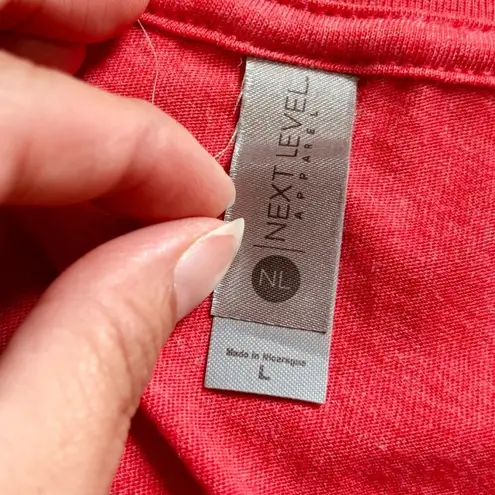 NEXT LEVEL
APPAREL
NL
Made in Nicaragua
L